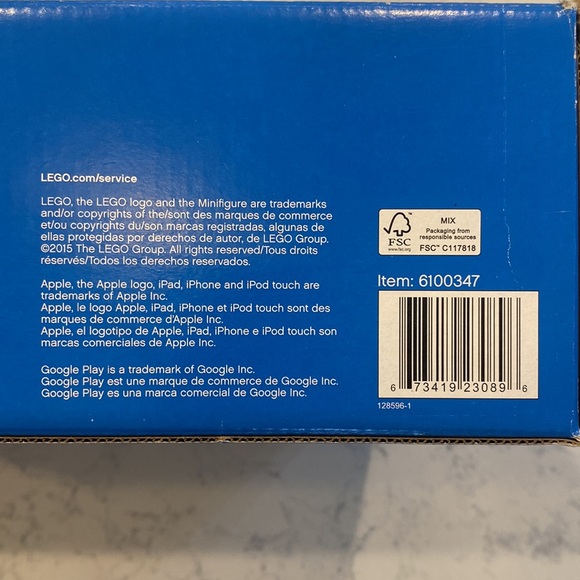 LEGO.com/service
LEGO, the LEGO logo and the Minifigure are trademarks
and/or copyrights of the/sont des marques de commerce
et/ou copyrights du/son marcas registradas, algunas de
ellas protegidas por derechos de autor, de LEGO Group.
©2015 The LEGO Group. All rights reserved/Tous droits
réservés/Todos los derechos reservados.
Apple, the Apple logo, iPad, iPhone and iPod touch are
trademarks of Apple Inc.
Apple, le logo Apple, iPad, iPhone et iPod touch sont des
marques de commerce d'Apple Inc.
Apple, el logotipo de Apple, iPad, iPhone e iPod touch son
marcas comerciales de Apple Inc.
Google Play is a trademark of Google Inc.
Google Play est une marque de commerce de Google Inc.
Google Play es una marca comercial de Google Inc.
FSC
www.fsc.org
MIX
Packaging from
responsible sources
FSC™ C117818
Item: 6100347
6 73419 23089 6
128596-1